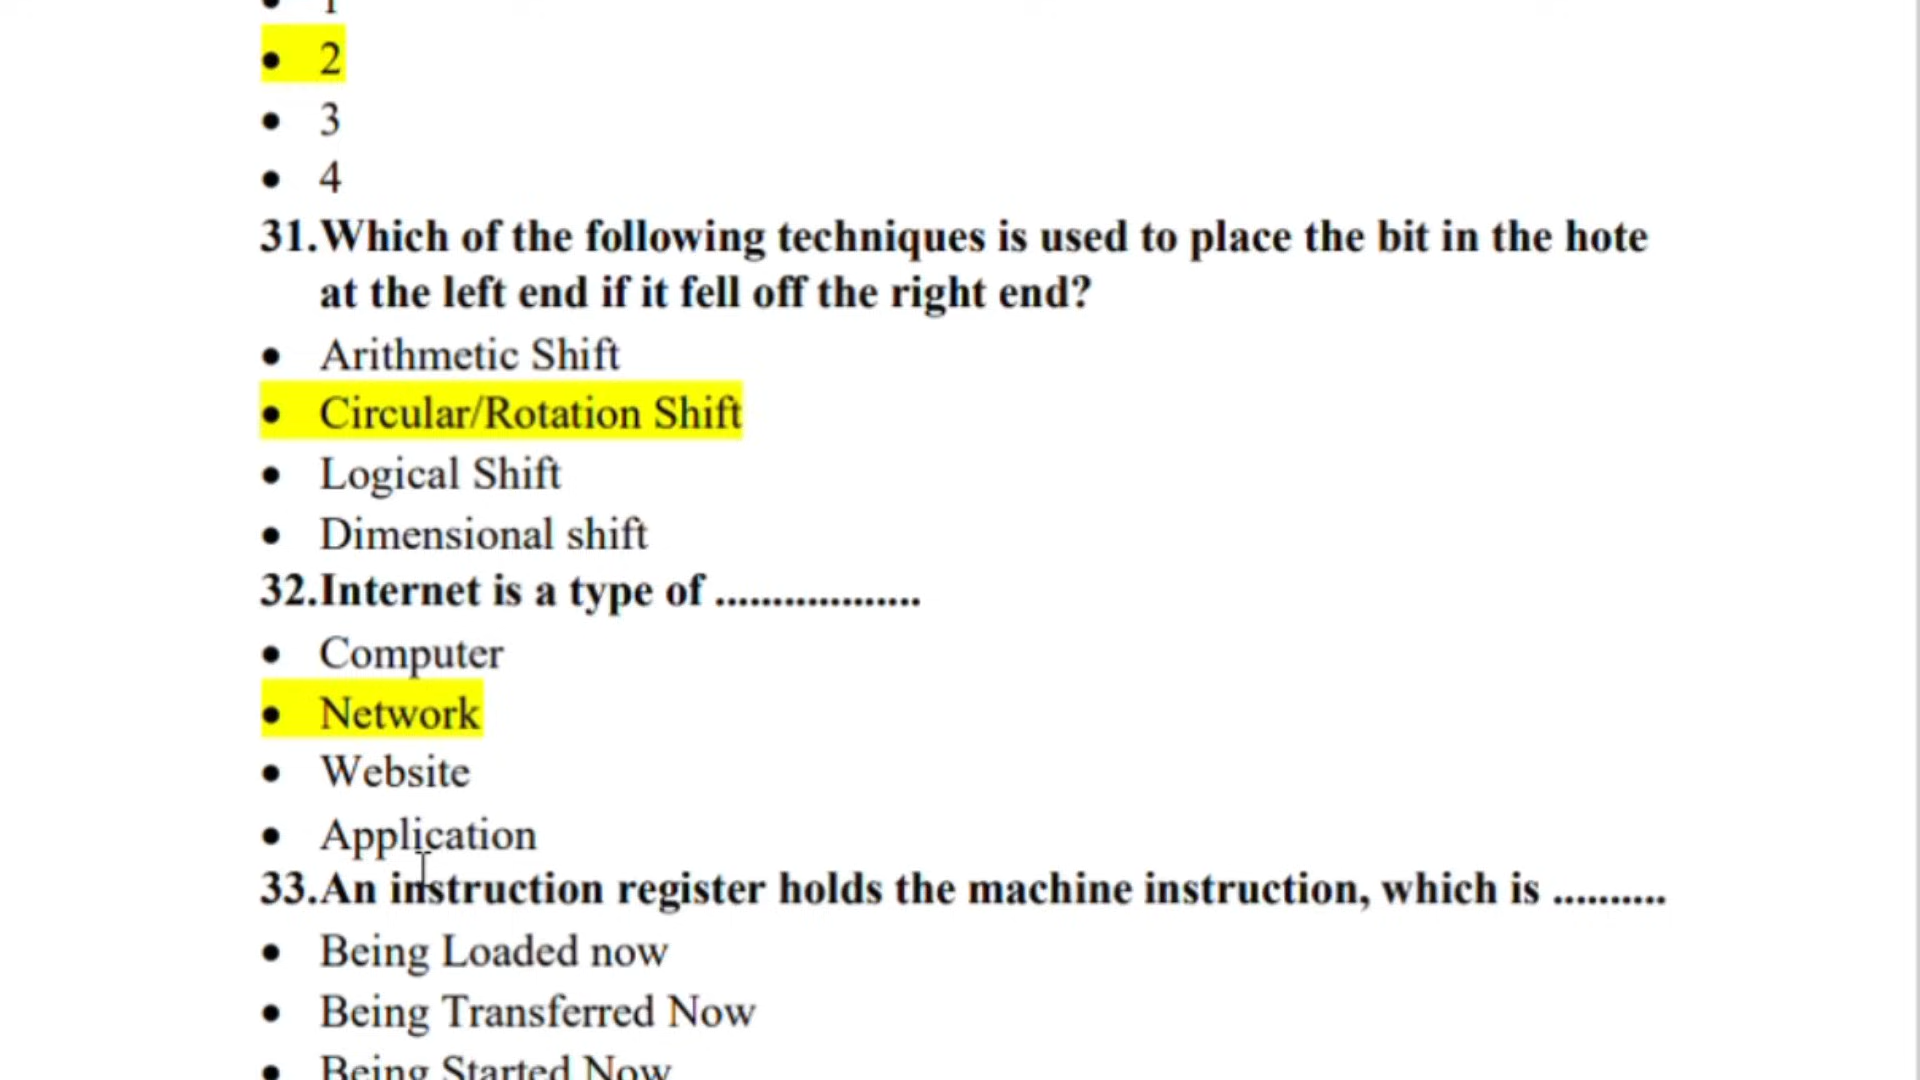 • 1
• 2
• 3
• 4
31.Which of the following techniques is used to place the bit in the hote
at the left end if it fell off the right end?
• Arithmetic Shift
• Circular/Rotation Shift
• Logical Shift
• Dimensional shift
32.Internet is a type of ..................
• Computer
• Network
• Website
• Application
33.An instruction register holds the machine instruction, which is ..........
• Being Loaded now
• Being Transferred Now
• Being Started Now